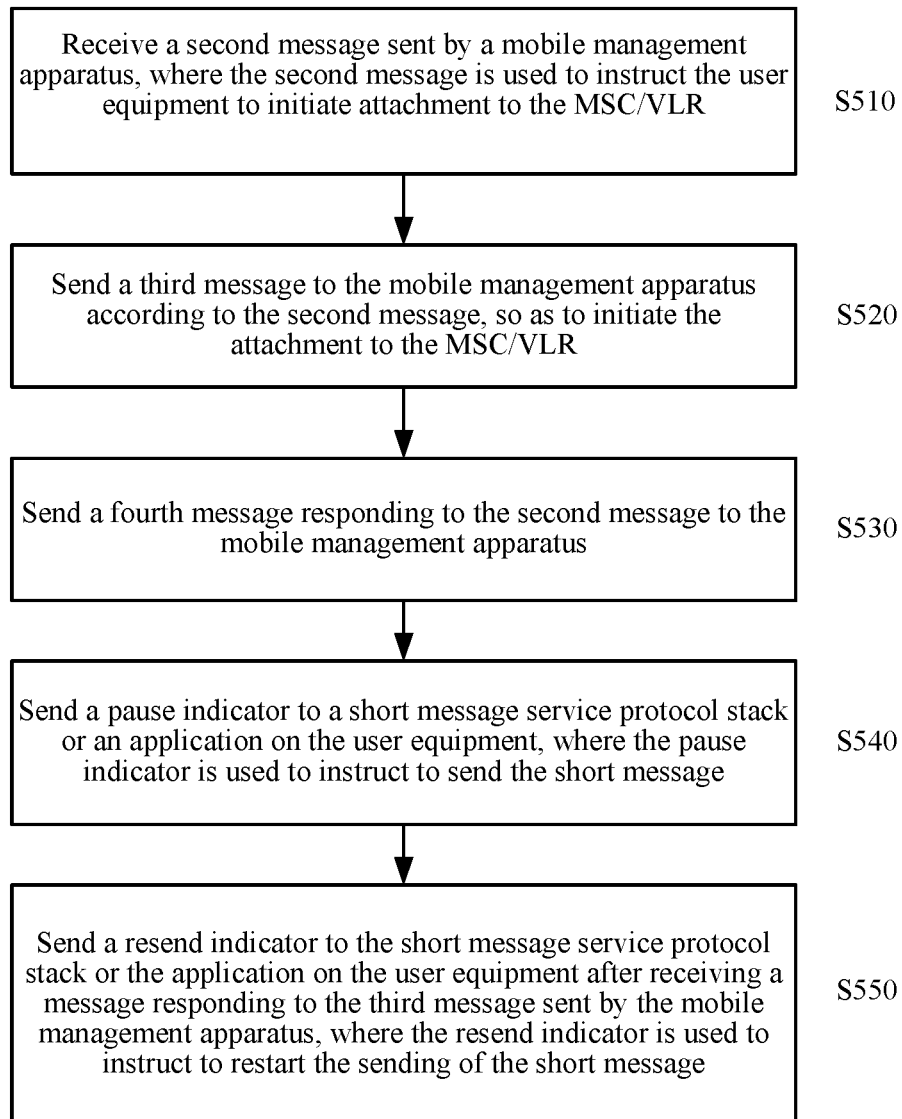 Receive a second message sent by a mobile management
apparatus, where the second message is used to instruct the user
equipment to initiate attachment to the MSC/VLR
S510
Send a third message to the mobile management apparatus
according to the second message, so as to initiate the
attachment to the MSC/VLR
S520
Send a fourth message responding to the second message to the
mobile management apparatus
S530
Send a pause indicator to a short message service protocol stack
or an application on the user equipment, where the pause
indicator is used to instruct to send the short message
S540
Send a resend indicator to the short message service protocol
stack or the application on the user equipment after receiving a
message responding to the third message sent by the mobile
management apparatus, where the resend indicator is used to
instruct to restart the sending of the short message
S550